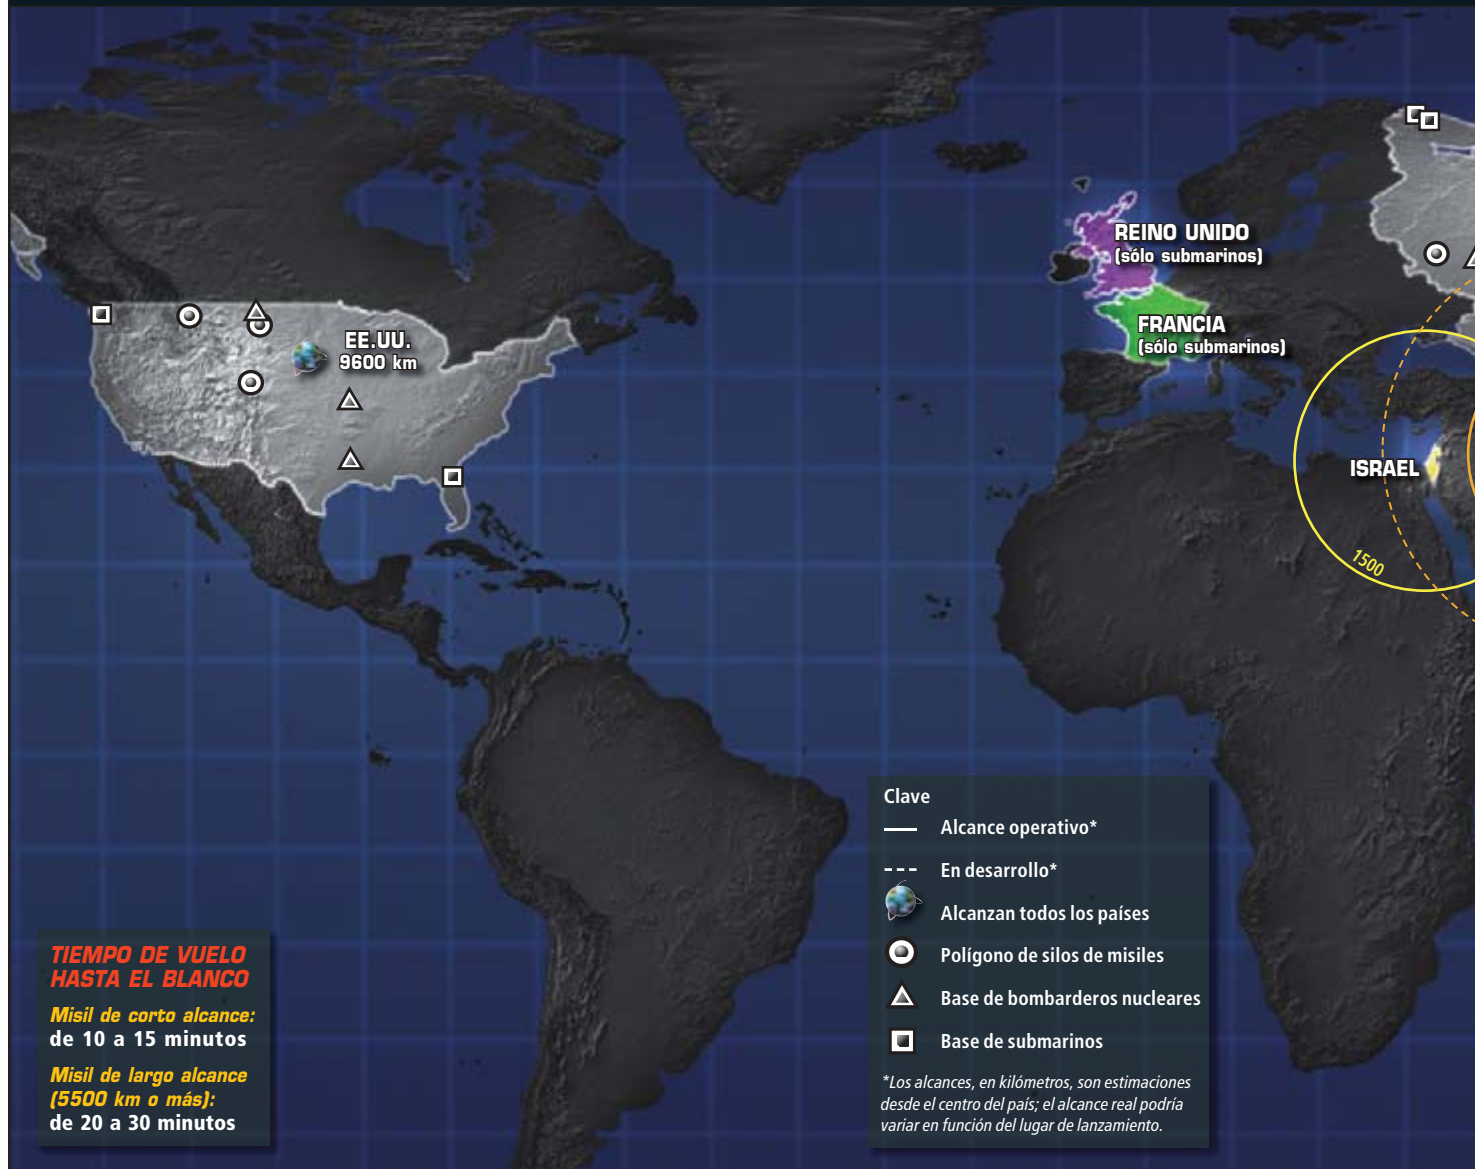 REINO UNIDO
(sólo submarinos)
FRANCIA
(sólo submarinos)
EE.UU.
9600 km
ISRAEL
1500
Clave
Alcance operativo*
En desarrollo*
Alcanzan todos los países
Polígono de silos de misiles
Base de bombarderos nucleares
Base de submarinos
*Los alcances, en kilómetros, son estimaciones
desde el centro del país; el alcance real podría
variar en función del lugar de lanzamiento.
TIEMPO DE VUELO
HASTA EL BLANCO
Misil de corto alcance:
de 10 a 15 minutos
Misil de largo alcance
(5500 km o más):
de 20 a 30 minutos